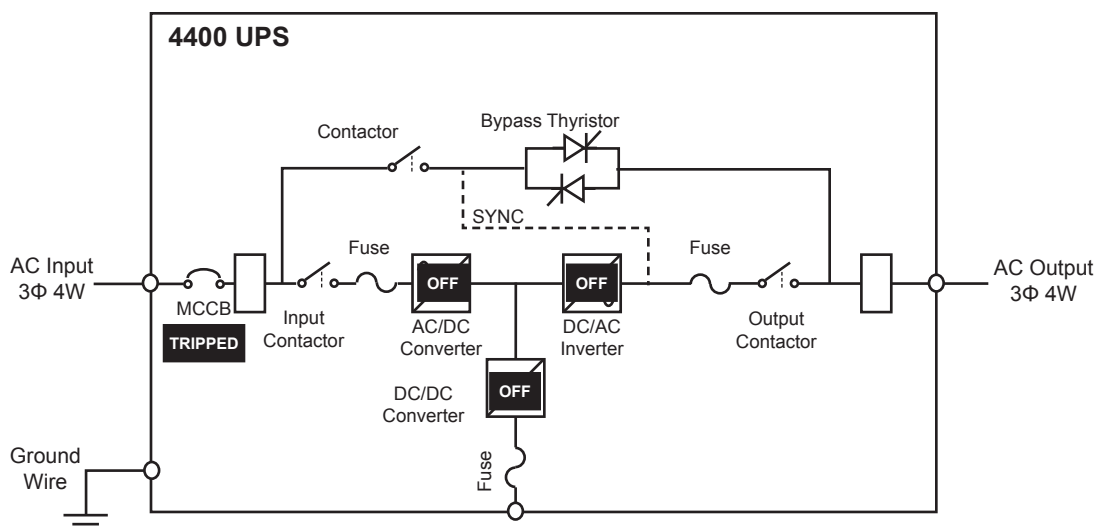 4400 UPS
Contactor
Bypass Thyristor
SYNC
AC Input
3Φ 4W
MCCB
TRIPPED
Input
Contactor
Fuse
OFF
AC/DC
Converter
OFF
DC/AC
Inverter
Fuse
Output
Contactor
AC Output
3Φ 4W
DC/DC
Converter
OFF
Fuse
Ground
Wire